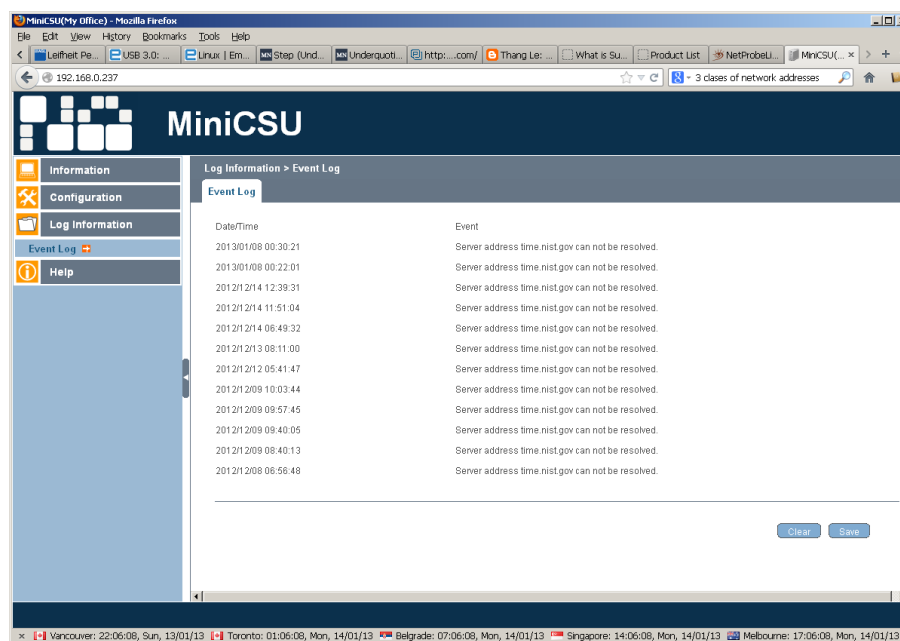 MiniCSU(My Office) - Mozilla Firefox
File Edit View History Bookmarks Tools Help
Leifheit Pe... USB 3.0: ... Linux | Em... MN Step (Und... MN Underquoti... http:....com/ Thang Le: ... What is Su... Product List NetProbeLi... MiniCSU(...
192.168.0.237 3 clases of network addresses
MiniCSU
Information
Configuration
Log Information
Event Log
Help
Log Information > Event Log
Event Log
Date/Time Event
2013/01/08 00:30:21 Server address time.nist.gov can not be resolved.
2013/01/08 00:22:01 Server address time.nist.gov can not be resolved.
2012/12/14 12:39:31 Server address time.nist.gov can not be resolved.
2012/12/14 11:51:04 Server address time.nist.gov can not be resolved.
2012/12/14 06:49:32 Server address time.nist.gov can not be resolved.
2012/12/13 08:11:00 Server address time.nist.gov can not be resolved.
2012/12/12 05:41:47 Server address time.nist.gov can not be resolved.
2012/12/09 10:03:44 Server address time.nist.gov can not be resolved.
2012/12/09 09:57:45 Server address time.nist.gov can not be resolved.
2012/12/09 09:40:05 Server address time.nist.gov can not be resolved.
2012/12/09 08:40:13 Server address time.nist.gov can not be resolved.
2012/12/08 06:56:48 Server address time.nist.gov can not be resolved.
Clear Save
Vancouver: 22:06:08, Sun, 13/01/13 Toronto: 01:06:08, Mon, 14/01/13 Belgrade: 07:06:08, Mon, 14/01/13 Singapore: 14:06:08, Mon, 14/01/13 Melbourne: 17:06:08, Mon, 14/01/13